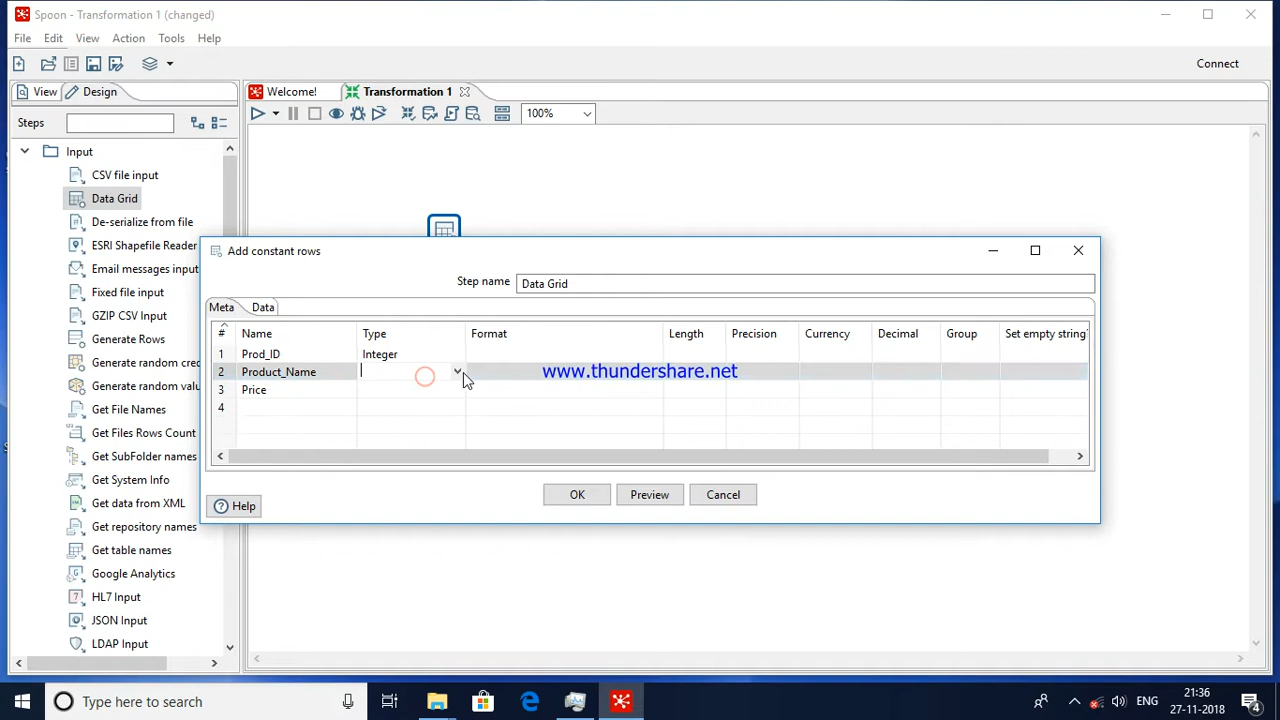 Spoon - Transformation 1 (changed)
File Edit View Action Tools Help
Connect
View Design
Welcome! Transformation 1
Steps
100%
Input
CSV file input
Data Grid
De-serialize from file
ESRI Shapefile Reader
Email messages input
Fixed file input
GZIP CSV Input
Generate Rows
Generate random cre
Generate random valu
Get File Names
Get Files Rows Count
Get SubFolder names
Get System Info
Get data from XML
Get repository names
Get table names
Google Analytics
HL7 Input
JSON Input
LDAP Input
Add constant rows
Step name Data Grid
Meta Data
# Name Type Format Length Precision Currency Decimal Group Set empty string
1 Prod_ID Integer
2 Product_Name
www.thundershare.net
3 Price
4
OK Preview Cancel
Help
Type here to search
ENG
21:36
27-11-2018
4